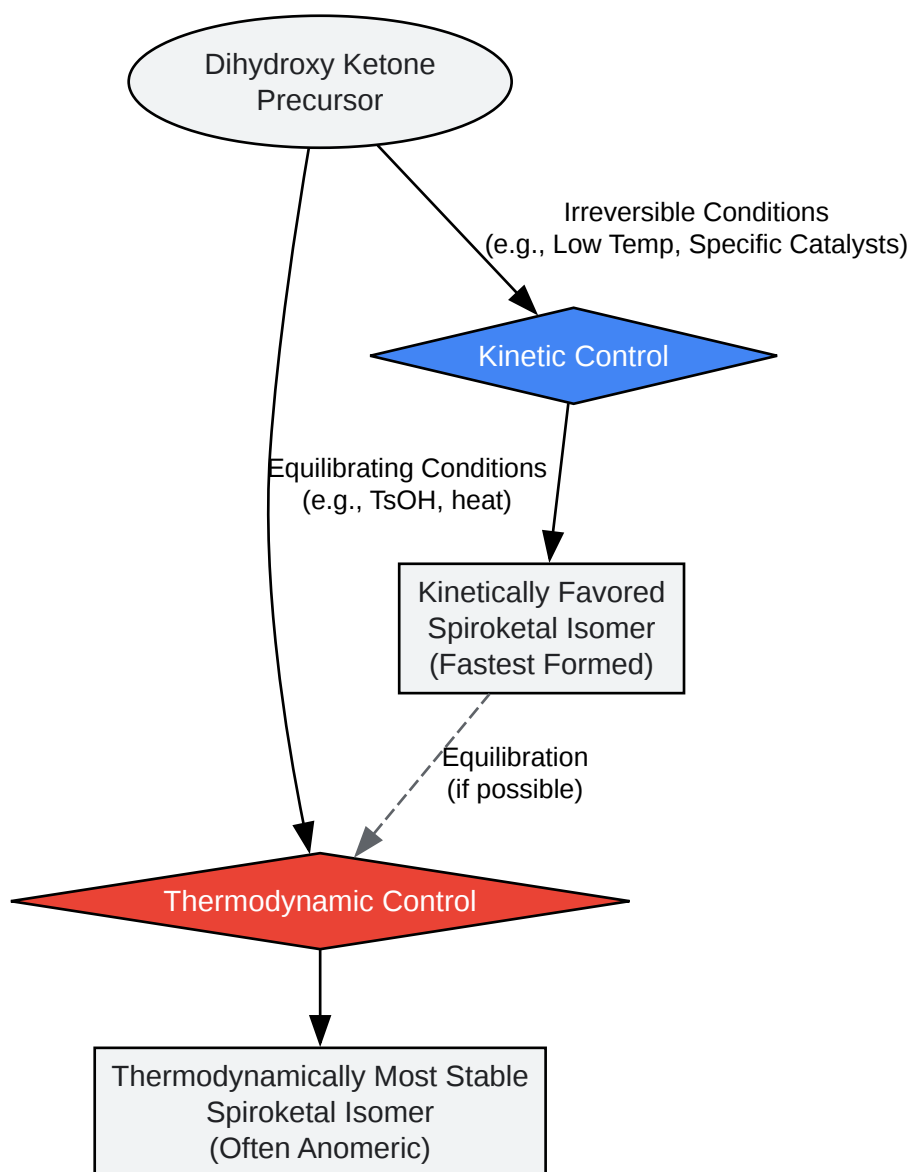 Dihydroxy Ketone
Precursor
Irreversible Conditions
(e.g., Low Temp, Specific Catalysts)
Kinetic Control
Equilibrating Conditions
(e.g., TsOH, heat)
Kinetically Favored
Spiroketal Isomer
(Fastest Formed)
Equilibration
(if possible)
Thermodynamic Control
Thermodynamically Most Stable
Spiroketal Isomer
(Often Anomeric)